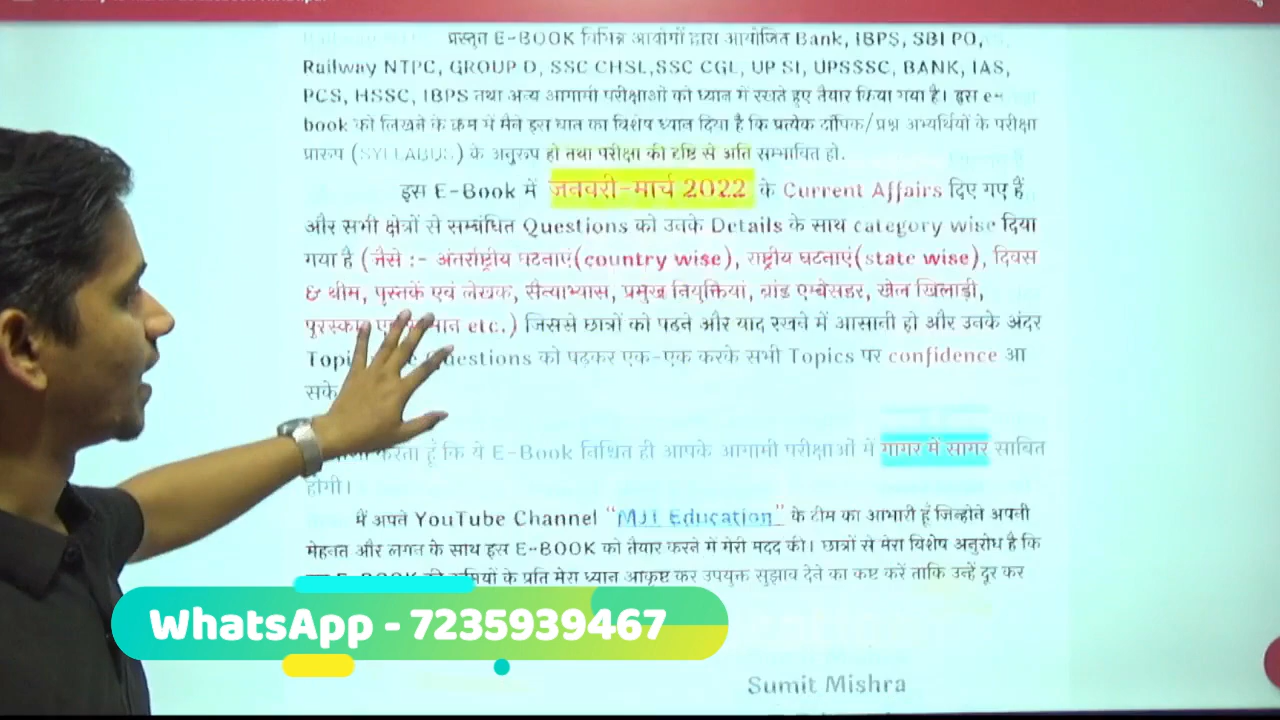 प्रस्तुत E-BOOK विभिन्न आयोगों द्वारा आयोजित Bank, IBPS, SBI PO,
Railway NTPC, GROUP D, SSC CHSL,SSC CGL, UP SI, UPSSSC, BANK, IAS,
PCS, HSSC, IBPS तथा अन्य आगामी परीक्षाओं को ध्यान में रखते हुए तैयार किया गया है। इस e-
book को लिखने के क्रम में मैंने इस बात का विशेष ध्यान दिया है कि प्रत्येक टॉपिक/प्रश्न अभ्यर्थियों के परीक्षा
प्रारूप (SYLLABUS) के अनुरूप हो तथा परीक्षा की दृष्टि से अति सम्भावित हो.
इस E-Book में जनवरी-मार्च 2022 के Current Affairs दिए गए हैं
और सभी क्षेत्रों से सम्बंधित Questions को उनके Details के साथ category wise दिया
गया है (जैसे :- अंतर्राष्ट्रीय घटनाएं(country wise), राष्ट्रीय घटनाएं(state wise), दिवस
& थीम, पुस्तकें एवं लेखक, सैन्याभ्यास, प्रमुख नियुक्तियां, ब्रांड एम्बेसडर, खेल खिलाड़ी,
etc.) जिससे छात्रों को पढने और याद रखने में आसानी हो और उनके अंदर
Questions को पढ़कर एक-एक करके सभी Topics पर confidence आ
सके
करता हूँ कि ये E-Book निश्चित ही आपके आगामी परीक्षाओं में गागर में सागर साबित
होगी।
मैं अपने YouTube Channel “MJT Education” के टीम का आभारी हूँ जिन्होंने अपनी
मेहनत और लगन के साथ इस E-BOOK को तैयार करने में मेरी मदद की। छात्रों से मेरा विशेष अनुरोध है कि
के प्रति मेरा ध्यान आकृष्ट कर उपयुक्त सुझाव देने का कष्ट करें ताकि उन्हें दूर कर
WhatsApp - 7235939467
Sumit Mishra